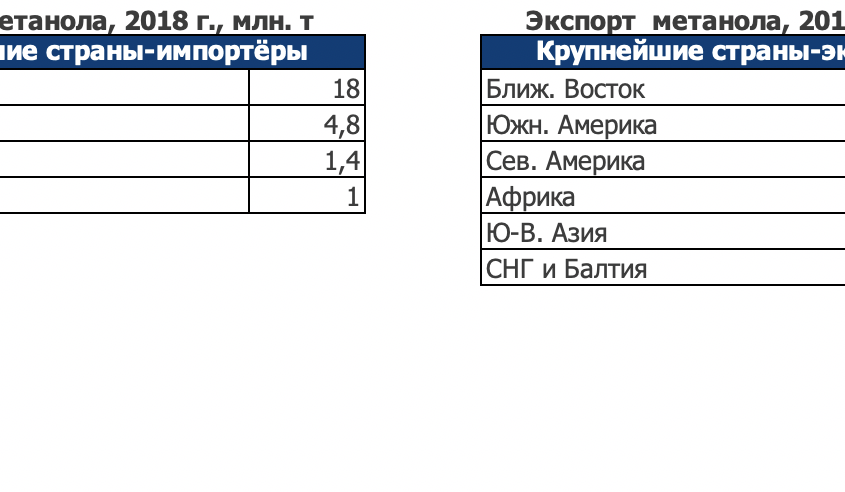 етанола, 2018 г., млн. т
ие страны-импортёры
18
4,8
1,4
1
Экспорт метанола, 201
Крупнейшие страны-эк
Ближ. Восток
Южн. Америка
Сев. Америка
Африка
Ю-В. Азия
СНГ и Балтия